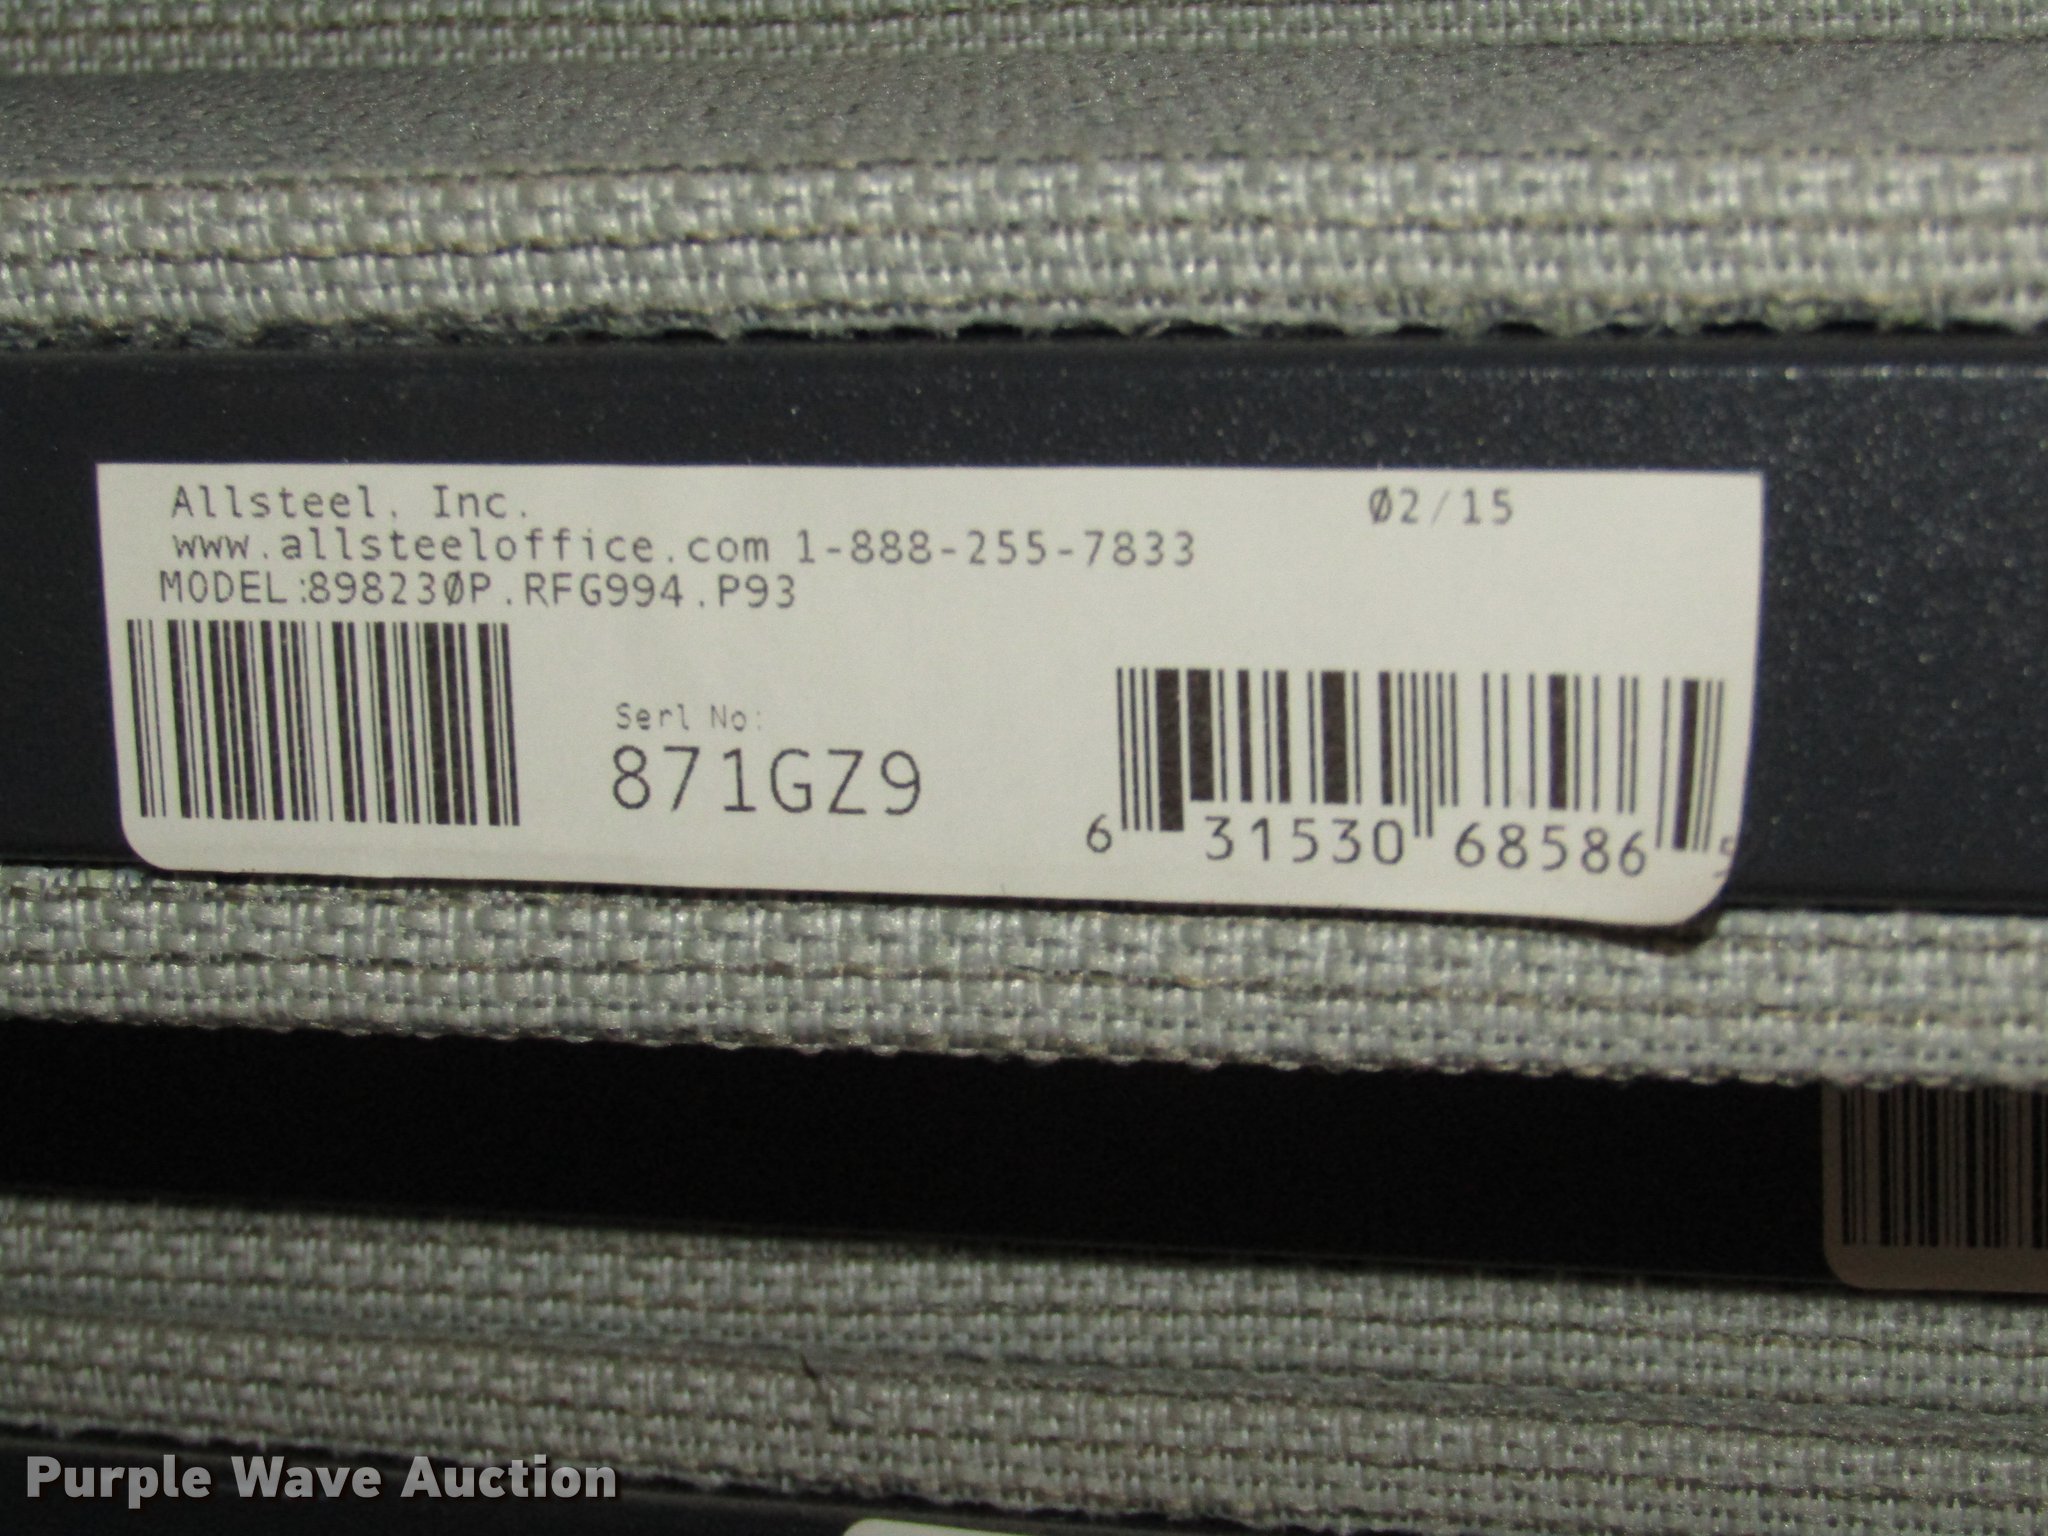 Allsteel, Inc.
02/15
www.allsteeloffice.com 1-888-255-7833
MODEL:898230P.RFG994.P93
Serl No:
871GZ9
6 31530 68586
Purple Wave Auction